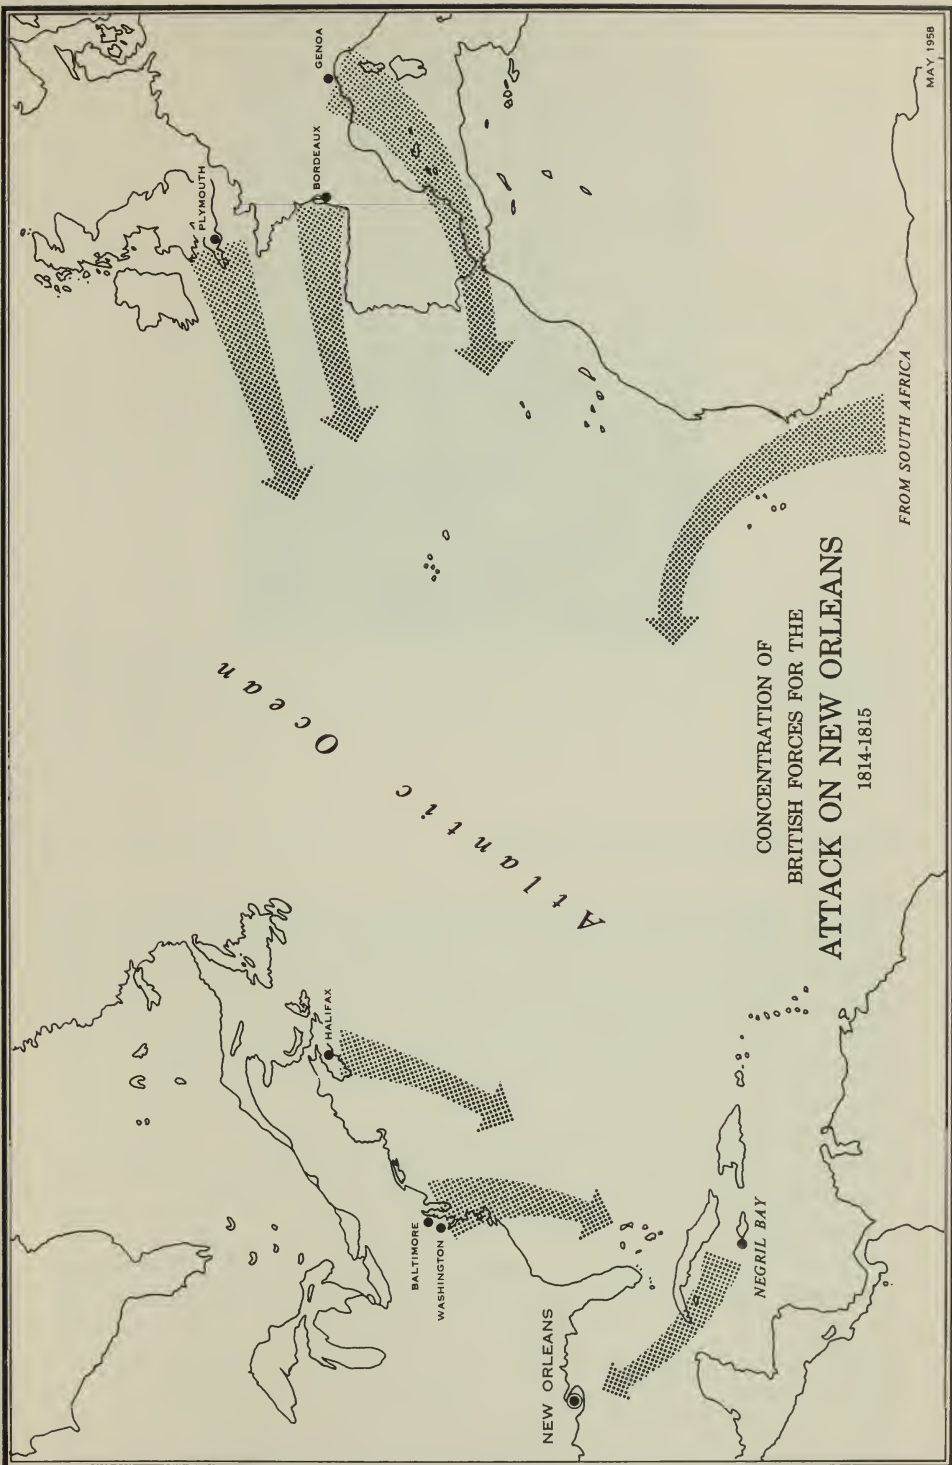 PLYMOUTH
BORDEAUX
GENOA
Atlantic Ocean
HALIFAX
BALTIMORE
WASHINGTON
NEW ORLEANS
NEGRIL BAY
FROM SOUTH AFRICA
CONCENTRATION OF
BRITISH FORCES FOR THE
ATTACK ON NEW ORLEANS
1814-1815
MAY 1958